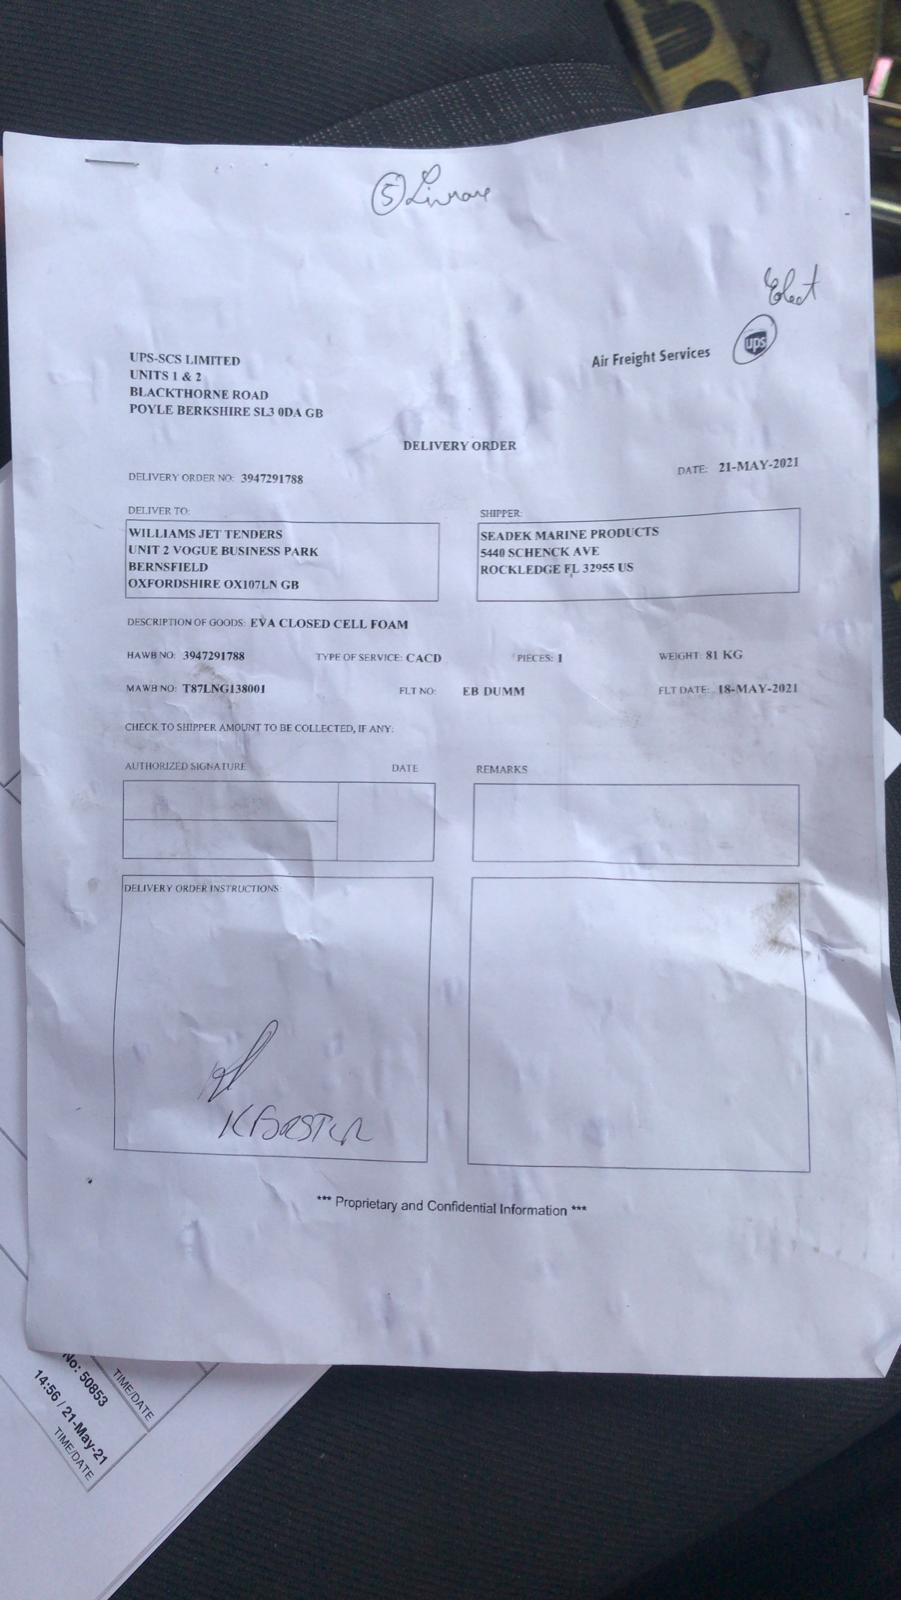 5 Livrare
UPS-SCS LIMITED
UNITS 1 & 2
BLACKTHORNE ROAD
POYLE BERKSHIRE SL3 0DA GB
Air Freight Services
ups
DELIVERY ORDER
DELIVERY ORDER NO: 3947291788
DATE: 21-MAY-2021
DELIVER TO:
WILLIAMS JET TENDERS
UNIT 2 VOGUE BUSINESS PARK
BERNSFIELD
OXFORDSHIRE OX107LN GB
SHIPPER:
SEADEK MARINE PRODUCTS
5440 SCHENCK AVE
ROCKLEDGE FL 32955 US
DESCRIPTION OF GOODS: EVA CLOSED CELL FOAM
HAWB NO: 3947291788 TYPE OF SERVICE: CACD PIECES: 1 WEIGHT: 81 KG
MAWB NO: T87LNG138001 FLT NO: EB DUMM FLT DATE: 18-MAY-2021
CHECK TO SHIPPER AMOUNT TO BE COLLECTED, IF ANY:
AUTHORIZED SIGNATURE DATE
REMARKS
DELIVERY ORDER INSTRUCTIONS:
K FORSTER
*** Proprietary and Confidential Information ***
No: 50853
TIME/DATE
14:56 / 21-May-21
TIME/DATE